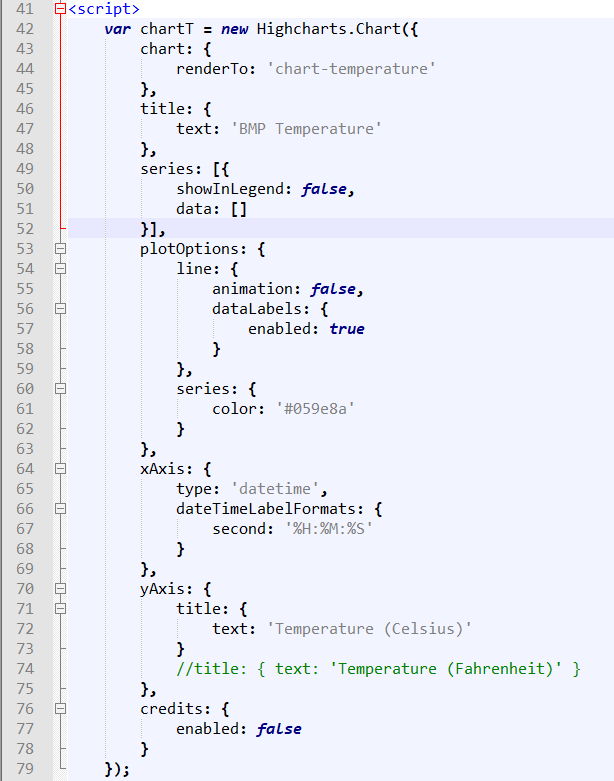 41 <script>
42     var chartT = new Highcharts.Chart({
43         chart: {
44             renderTo: 'chart-temperature'
45         },
46         title: {
47             text: 'BMP Temperature'
48         },
49         series: [{
50             showInLegend: false,
51             data: []
52         }],
53         plotOptions: {
54             line: {
55                 animation: false,
56                 dataLabels: {
57                     enabled: true
58                 }
59             },
60             series: {
61                 color: '#059e8a'
62             }
63         },
64         xAxis: {
65             type: 'datetime',
66             dateTimeLabelFormats: {
67                 second: '%H:%M:%S'
68             }
69         },
70         yAxis: {
71             title: {
72                 text: 'Temperature (Celsius)'
73             }
74             //title: { text: 'Temperature (Fahrenheit)' }
75         },
76         credits: {
77             enabled: false
78         }
79     });